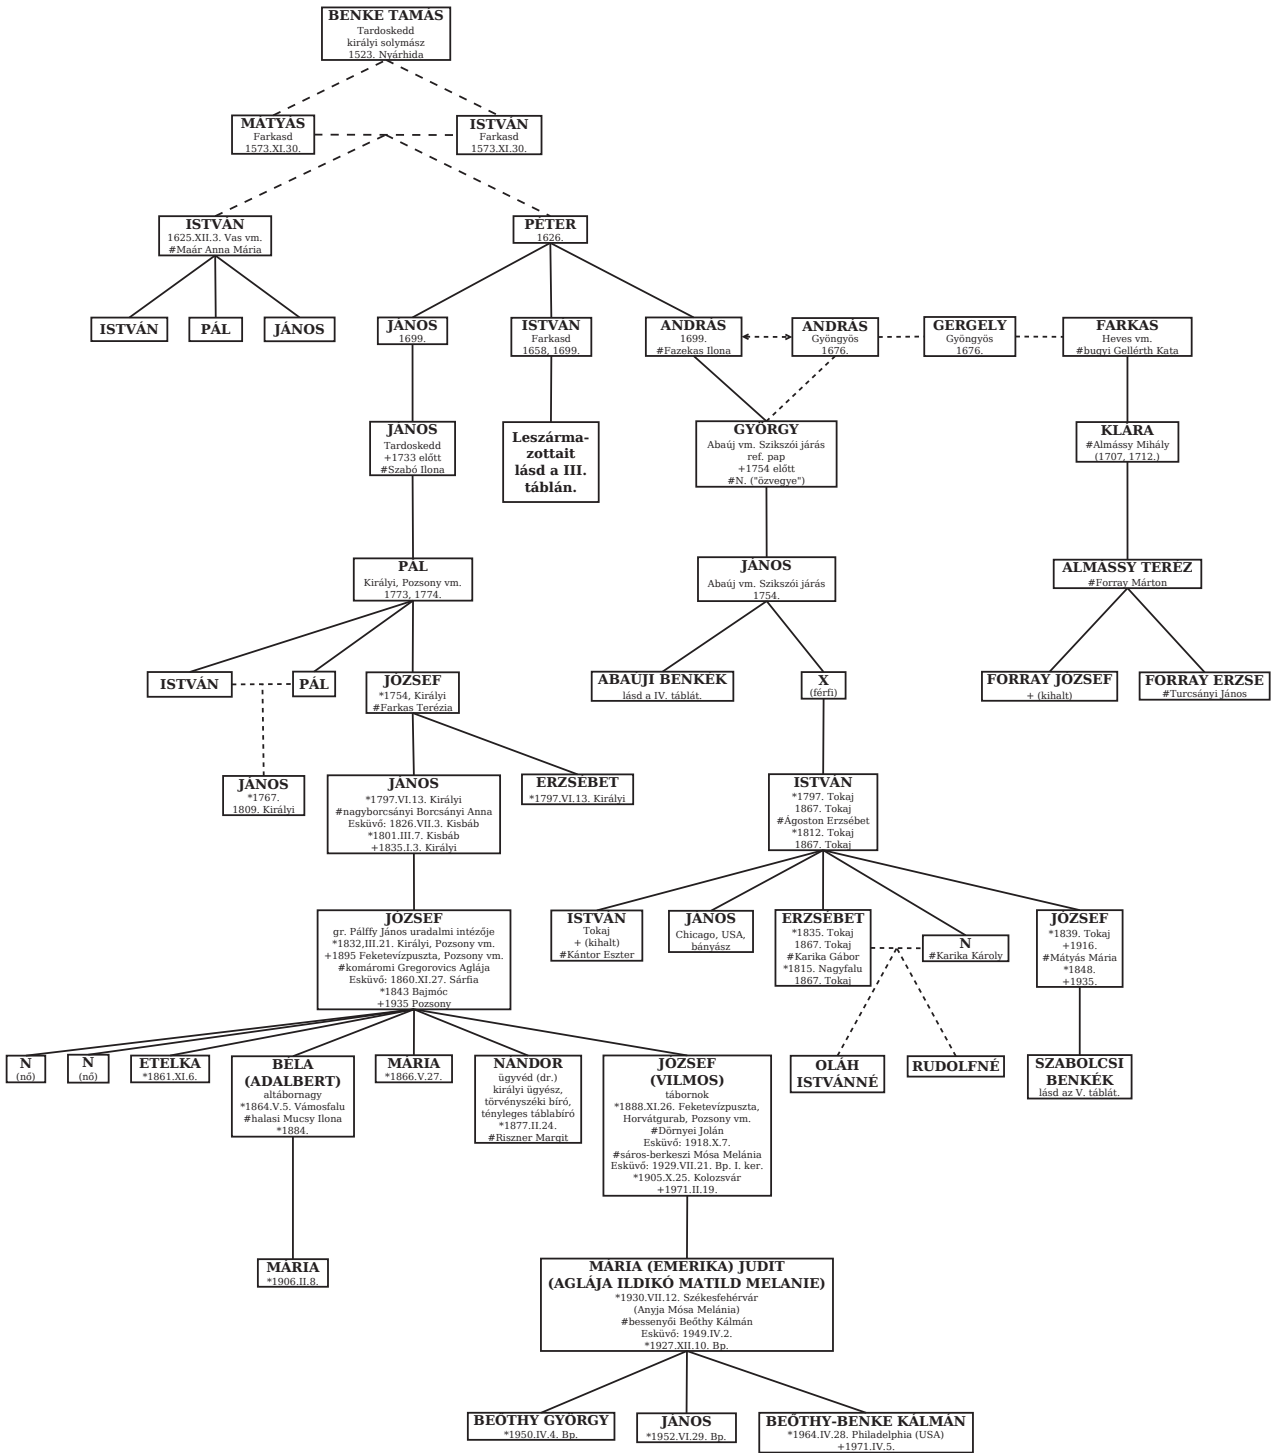 BENKE TAMÁS
Tardoskedd
királyi solymász
1523. Nyárhida
MÁTYÁS
Farkasd
1573.XI.30.
ISTVÁN
Farkasd
1573.XI.30.
ISTVÁN
1625.XII.3. Vas vm.
#Maár Anna Mária
PÉTER
1626.
ISTVÁN
PÁL
JÁNOS
JÁNOS
1699.
ISTVÁN
Farkasd
1658, 1699.
ANDRÁS
1699.
#Fazekas Ilona
ANDRÁS
Gyöngyös
1676.
GERGELY
Gyöngyös
1676.
FARKAS
Heves vm.
#bugyi Gellérth Kata
JÁNOS
Tardoskedd
+1733 előtt
#Szabó Ilona
Leszárma-
zottait
lásd a III.
táblán.
GYÖRGY
Abaúj vm. Szikszói járás
ref. pap
+1754 előtt
#N. ("özvegye")
KLÁRA
#Almássy Mihály
(1707, 1712.)
PÁL
Királyi, Pozsony vm.
1773, 1774.
JÁNOS
Abaúj vm. Szikszói járás
1754.
ALMÁSSY TERÉZ
#Forray Márton
ISTVÁN
PÁL
JÓZSEF
*1754, Királyi
#Farkas Terézia
ABAUJI BENKÉK
lásd a IV. táblát.
X
(férfi)
FORRAY JÓZSEF
+ (kihalt)
FORRAY ERZSE
#Turcsányi János
JÁNOS
*1767.
1809. Királyi
JÁNOS
*1797.VI.13. Királyi
#nagyborcsányi Borcsányi Anna
Esküvő: 1826.VII.3. Kisbáb
*1801.III.7. Kisbáb
+1835.I.3. Királyi
ERZSÉBET
*1797.VI.13. Királyi
ISTVÁN
*1797. Tokaj
1867. Tokaj
#Ágoston Erzsébet
*1812. Tokaj
1867. Tokaj
JÓZSEF
gr. Pálffy János uradalmi intézője
*1832,III.21. Királyi, Pozsony vm.
+1895 Feketevízpuszta, Pozsony vm.
#komáromi Gregorovics Aglája
Esküvő: 1860.XI.27. Sárfia
*1843 Bajmóc
+1935 Pozsony
ISTVÁN
Tokaj
+ (kihalt)
#Kántor Eszter
JÁNOS
Chicago, USA,
bányász
ERZSÉBET
*1835. Tokaj
1867. Tokaj
#Karika Gábor
*1815. Nagyfalu
1867. Tokaj
N
#Karika Károly
JÓZSEF
*1839. Tokaj
+1916.
#Mátyás Mária
*1848.
+1935.
N
(nő)
N
(nő)
ETELKA
*1861.XI.6.
BÉLA
(ADALBERT)
altábornagy
*1864.V.5. Vámosfalu
#halasi Mucsy Ilona
*1884.
MÁRIA
*1866.V.27.
NÁNDOR
ügyvéd (dr.)
királyi ügyész,
törvényszéki bíró,
tényleges táblabíró
*1877.II.24.
#Riszner Margit
JÓZSEF
(VILMOS)
tábornok
*1888.XI.26. Feketevízpuszta,
Horvátgurab, Pozsony vm.
#Dörnyei Jolán
Esküvő: 1918.X.7.
#sáros-berkeszi Mósa Melánia
Esküvő: 1929.VII.21. Bp. I. ker.
*1905.X.25. Kolozsvár
+1971.II.19.
OLÁH
ISTVÁNNÉ
RUDOLFNÉ
SZABOLCSI
BENKÉK
lásd az V. táblát.
MÁRIA
*1906.II.8.
MÁRIA (EMERIKA) JUDIT
(AGLÁJA ILDIKÓ MATILD MELANIE)
*1930.VII.12. Székesfehérvár
(Anyja Mósa Melánia)
#bessenyői Beőthy Kálmán
Esküvő: 1949.IV.2.
*1927.XII.10. Bp.
BEŐTHY GYÖRGY
*1950.IV.4. Bp.
JÁNOS
*1952.VI.29. Bp.
BEŐTHY-BENKE KÁLMÁN
*1964.IV.28. Philadelphia (USA)
+1971.IV.5.